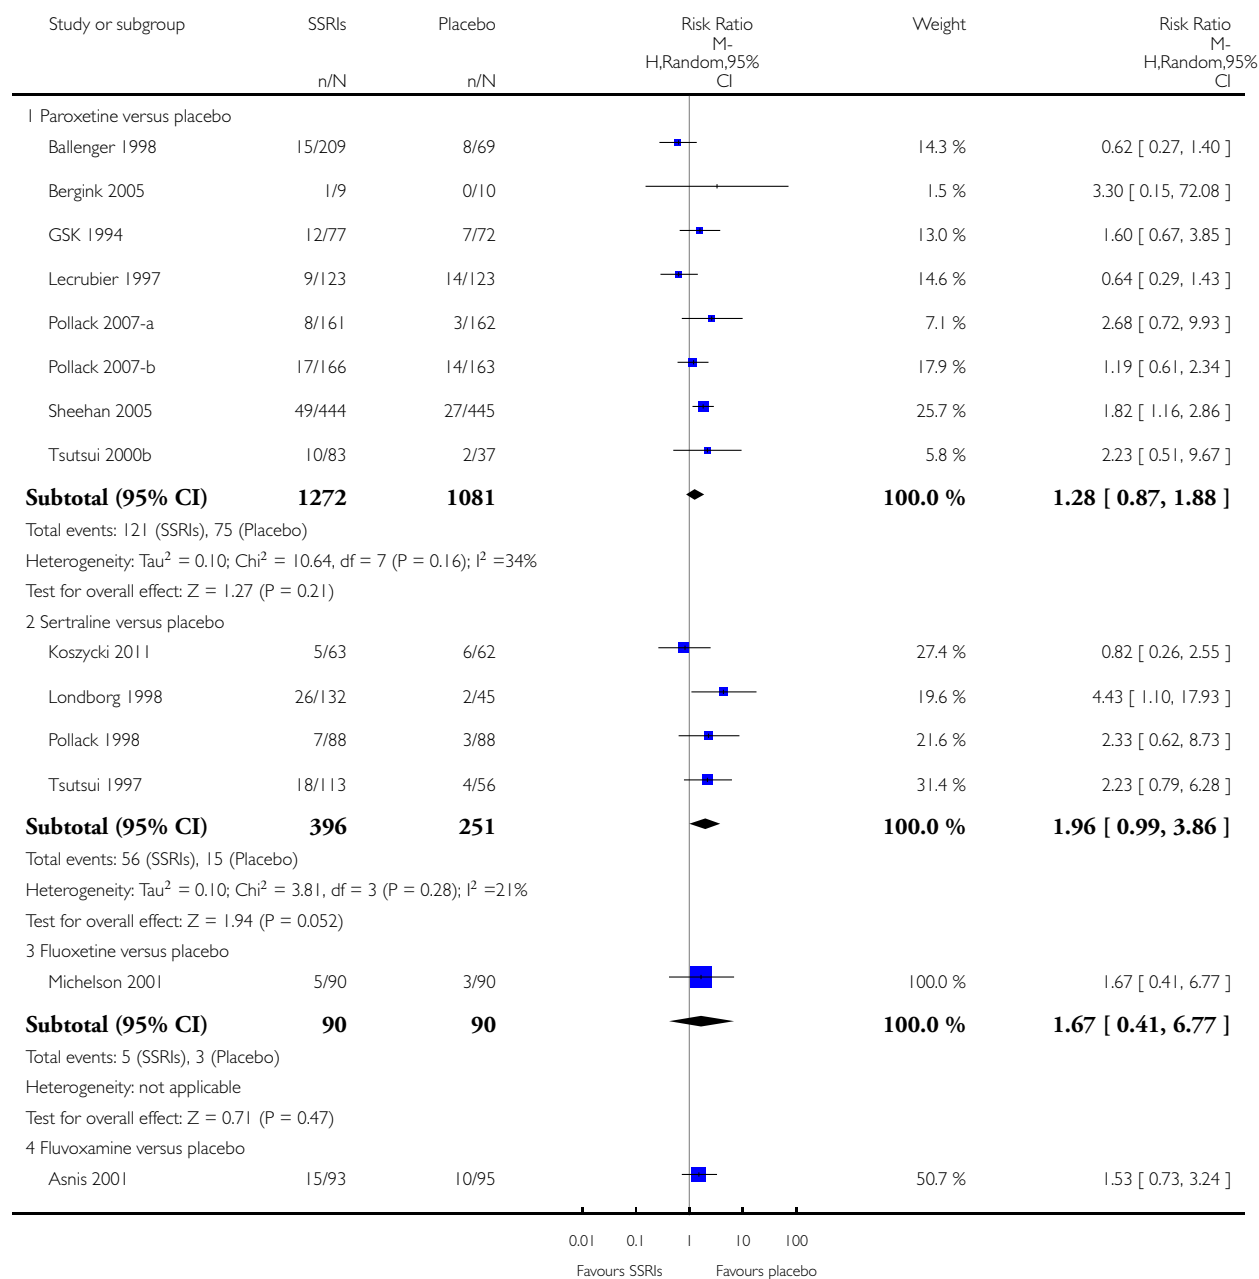 Study or subgroup SSRIs Placebo Risk Ratio Weight Risk Ratio
M- M-
H,Random,95% H,Random,95%
n/N n/N CI CI
1 Paroxetine versus placebo
Ballenger 1998 15/209 8/69 14.3 % 0.62 [ 0.27, 1.40 ]
Bergink 2005 1/9 0/10 1.5 % 3.30 [ 0.15, 72.08 ]
GSK 1994 12/77 7/72 13.0 % 1.60 [ 0.67, 3.85 ]
Lecrubier 1997 9/123 14/123 14.6 % 0.64 [ 0.29, 1.43 ]
Pollack 2007-a 8/161 3/162 7.1 % 2.68 [ 0.72, 9.93 ]
Pollack 2007-b 17/166 14/163 17.9 % 1.19 [ 0.61, 2.34 ]
Sheehan 2005 49/444 27/445 25.7 % 1.82 [ 1.16, 2.86 ]
Tsutsui 2000b 10/83 2/37 5.8 % 2.23 [ 0.51, 9.67 ]
Subtotal (95% CI) 1272 1081 100.0 % 1.28 [ 0.87, 1.88 ]
Total events: 121 (SSRIs), 75 (Placebo)
Heterogeneity: Tau² = 0.10; Chi² = 10.64, df = 7 (P = 0.16); I² =34%
Test for overall effect: Z = 1.27 (P = 0.21)
2 Sertraline versus placebo
Koszycki 2011 5/63 6/62 27.4 % 0.82 [ 0.26, 2.55 ]
Londborg 1998 26/132 2/45 19.6 % 4.43 [ 1.10, 17.93 ]
Pollack 1998 7/88 3/88 21.6 % 2.33 [ 0.62, 8.73 ]
Tsutsui 1997 18/113 4/56 31.4 % 2.23 [ 0.79, 6.28 ]
Subtotal (95% CI) 396 251 100.0 % 1.96 [ 0.99, 3.86 ]
Total events: 56 (SSRIs), 15 (Placebo)
Heterogeneity: Tau² = 0.10; Chi² = 3.81, df = 3 (P = 0.28); I² =21%
Test for overall effect: Z = 1.94 (P = 0.052)
3 Fluoxetine versus placebo
Michelson 2001 5/90 3/90 100.0 % 1.67 [ 0.41, 6.77 ]
Subtotal (95% CI) 90 90 100.0 % 1.67 [ 0.41, 6.77 ]
Total events: 5 (SSRIs), 3 (Placebo)
Heterogeneity: not applicable
Test for overall effect: Z = 0.71 (P = 0.47)
4 Fluvoxamine versus placebo
Asnis 2001 15/93 10/95 50.7 % 1.53 [ 0.73, 3.24 ]
0.01 0.1 1 10 100
Favours SSRIs Favours placebo